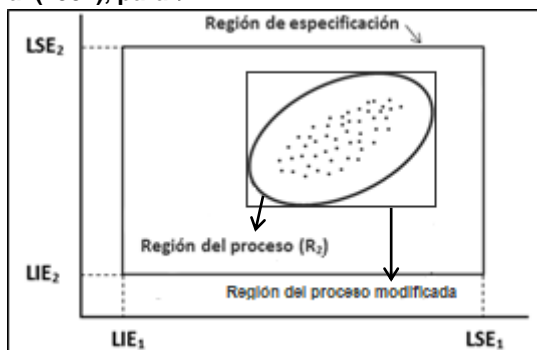 Región de especificación
LSE₂
Región del proceso (R₂)
LIE₂
Región del proceso modificada
LIE₁
LSE₁